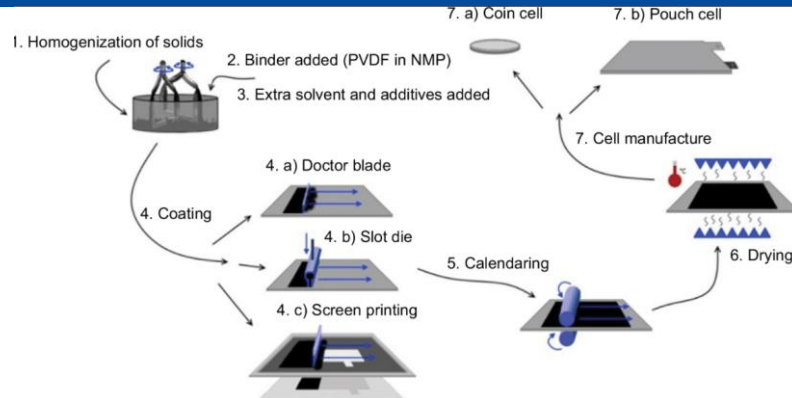 1. Homogenization of solids
2. Binder added (PVDF in NMP)
3. Extra solvent and additives added
4. Coating
4. a) Doctor blade
4. b) Slot die
4. c) Screen printing
5. Calendaring
6. Drying
°C
7. Cell manufacture
7. a) Coin cell
7. b) Pouch cell